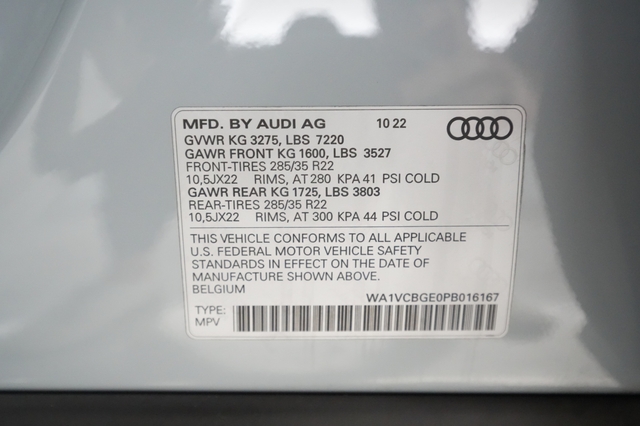 MFD. BY AUDI AG 10 22
GVWR KG 3275, LBS 7220
GAWR FRONT KG 1600, LBS 3527
FRONT-TIRES 285/35 R22
10,5JX22 RIMS, AT 280 KPA 41 PSI COLD
GAWR REAR KG 1725, LBS 3803
REAR-TIRES 285/35 R22
10,5JX22 RIMS, AT 300 KPA 44 PSI COLD
THIS VEHICLE CONFORMS TO ALL APPLICABLE
U.S. FEDERAL MOTOR VEHICLE SAFETY
STANDARDS IN EFFECT ON THE DATE OF
MANUFACTURE SHOWN ABOVE.
BELGIUM
WA1VCBGE0PB016167
TYPE:
MPV